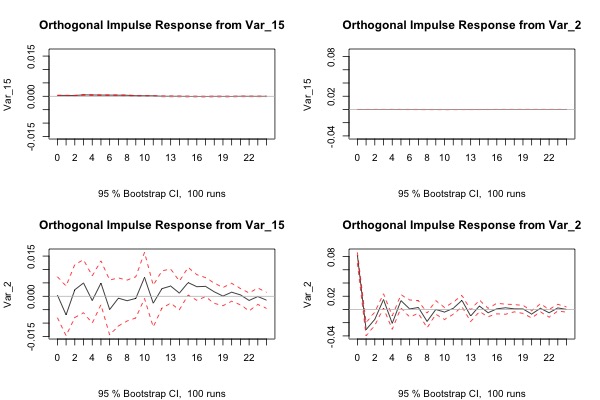 Orthogonal Impulse Response from Var_15
Var_15
0.015
0.000
-0.015
0 2 4 6 8 10 13 16 19 22
95 % Bootstrap CI, 100 runs
Orthogonal Impulse Response from Var_2
Var_15
0.08
0.02
-0.04
0 2 4 6 8 10 13 16 19 22
95 % Bootstrap CI, 100 runs
Orthogonal Impulse Response from Var_15
Var_2
0.015
0.000
-0.015
0 2 4 6 8 10 13 16 19 22
95 % Bootstrap CI, 100 runs
Orthogonal Impulse Response from Var_2
Var_2
0.08
0.02
-0.04
0 2 4 6 8 10 13 16 19 22
95 % Bootstrap CI, 100 runs